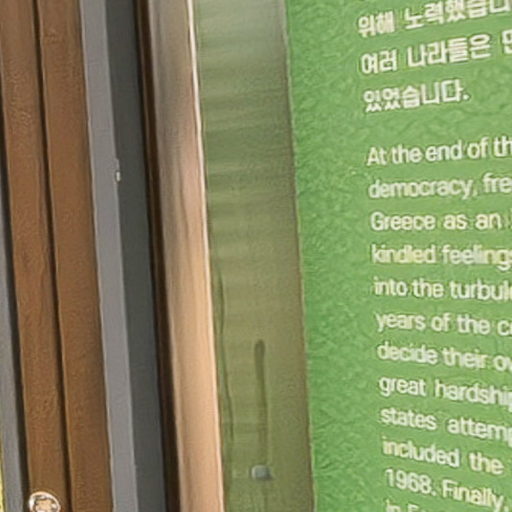 위해 노력했습니
여러 나라들은
있었습니다.
At the end of th
democracy, fre
Greece as an
kindled feeling
into the turbul
years of the c
decide their o
great hardship
states attemp
included the
1968. Finally,